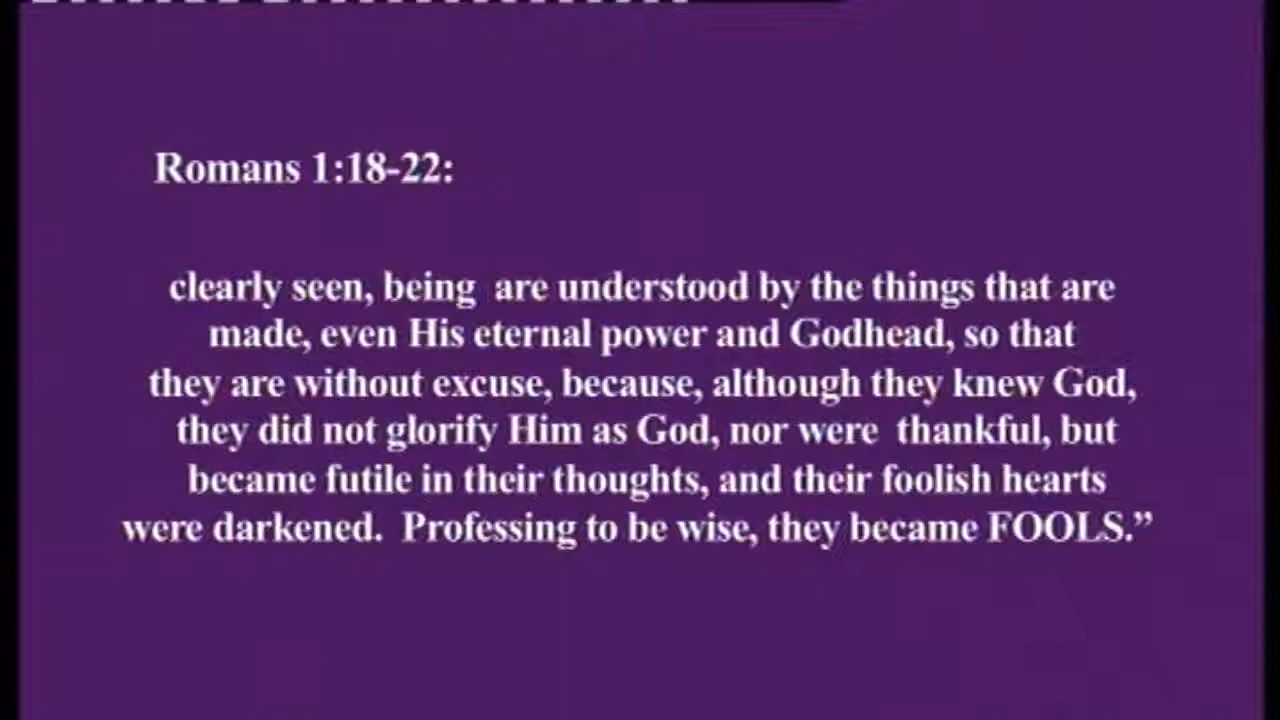 Romans 1:18-22:
clearly seen, being  are understood by the things that are
made, even His eternal power and Godhead, so that
they are without excuse, because, although they knew God,
they did not glorify Him as God, nor were  thankful, but
became futile in their thoughts, and their foolish hearts
were darkened.  Professing to be wise, they became FOOLS.”